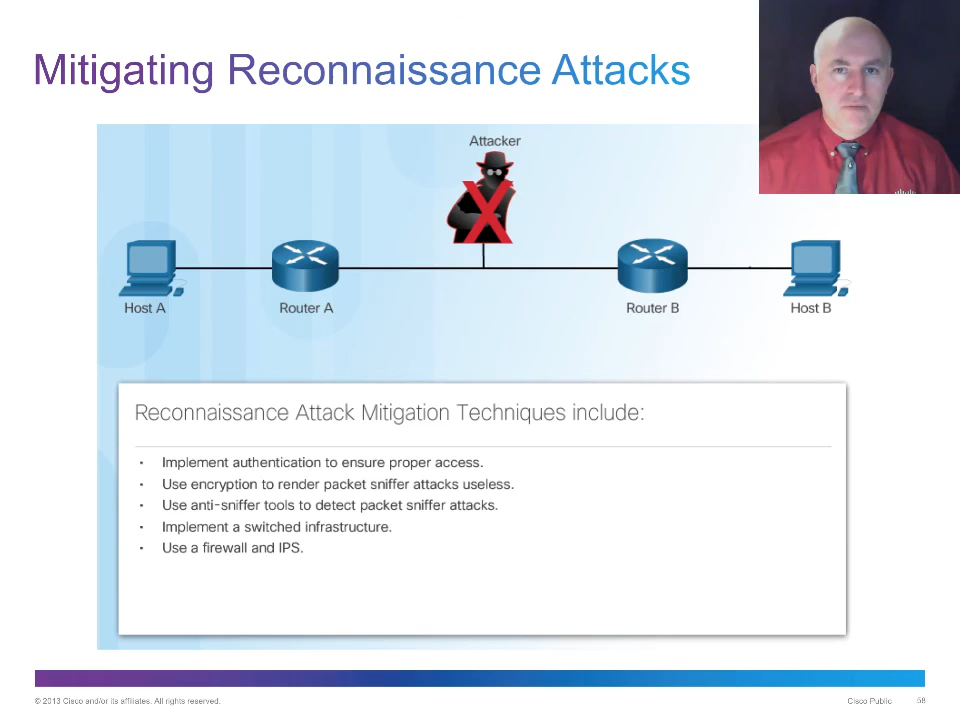 Mitigating Reconnaissance Attacks
Attacker
Host A
Router A
Router B
Host B
Reconnaissance Attack Mitigation Techniques include:
· Implement authentication to ensure proper access.
· Use encryption to render packet sniffer attacks useless.
· Use anti-sniffer tools to detect packet sniffer attacks.
· Implement a switched infrastructure.
· Use a firewall and IPS.
© 2013 Cisco and/or its affiliates. All rights reserved.
Cisco Public
58